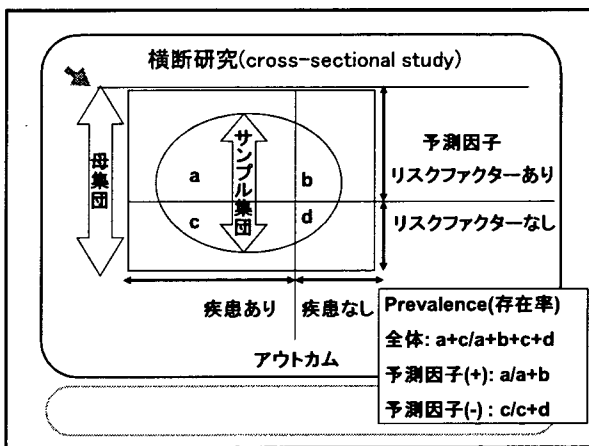 横断研究(cross-sectional study)
母集団
サンプル集団
a
b
c
d
予測因子
リスクファクターあり
リスクファクターなし
疾患あり
疾患なし
アウトカム
Prevalence(存在率)
全体: a+c/a+b+c+d
予測因子(+): a/a+b
予測因子(-) : c/c+d